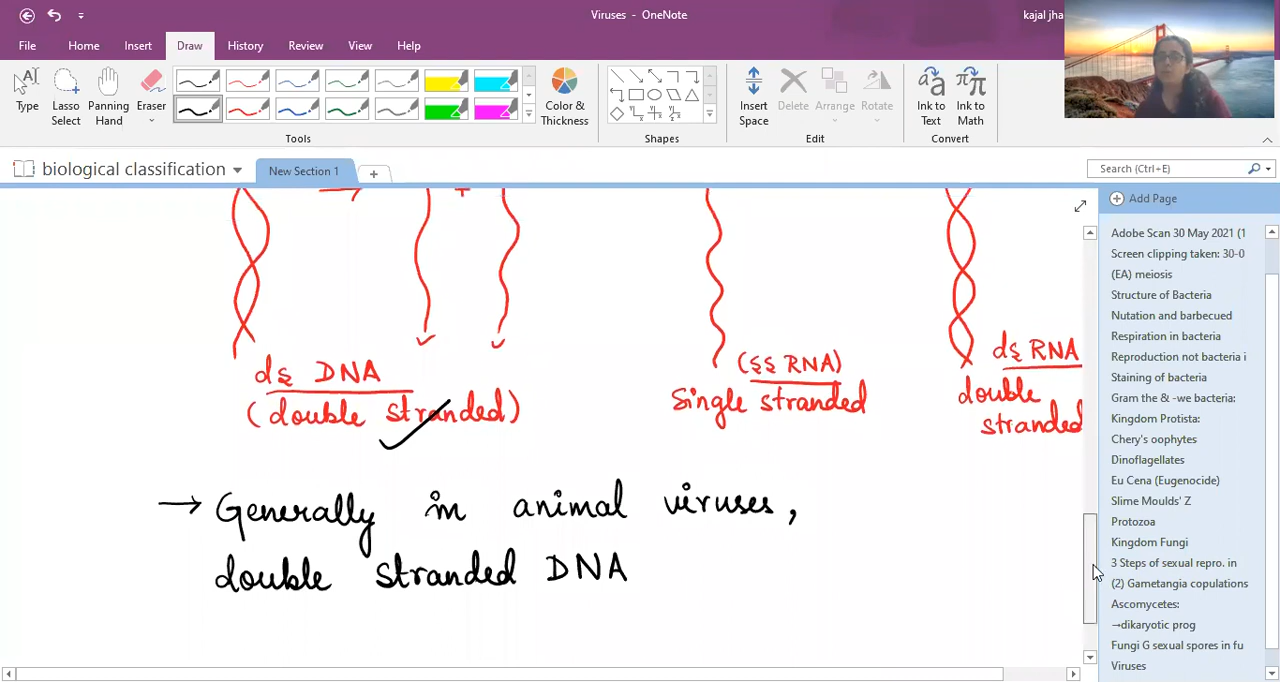 Viruses - OneNote
kajal jha
File Home Insert Draw History Review View Help
Type
Lasso Select
Panning Hand
Eraser
Color & Thickness
Insert Space
Delete
Arrange
Rotate
Ink to Text
Ink to Math
Tools
Shapes
Edit
Convert
biological classification
New Section 1
Search (Ctrl+E)
ds DNA
(double stranded)
(ss RNA)
Single stranded
ds RNA
double
stranded
→ Generally in animal viruses,
double stranded DNA
Add Page
Adobe Scan 30 May 2021 (1
Screen clipping taken: 30-0
(EA) meiosis
Structure of Bacteria
Nutation and barbecued
Respiration in bacteria
Reproduction not bacteria i
Staining of bacteria
Gram the & -we bacteria:
Kingdom Protista:
Chery's oophytes
Dinoflagellates
Eu Cena (Eugenocide)
Slime Moulds' Z
Protozoa
Kingdom Fungi
3 Steps of sexual repro. in
(2) Gametangia copulations
Ascomycetes:
→dikaryotic prog
Fungi G sexual spores in fu
Viruses